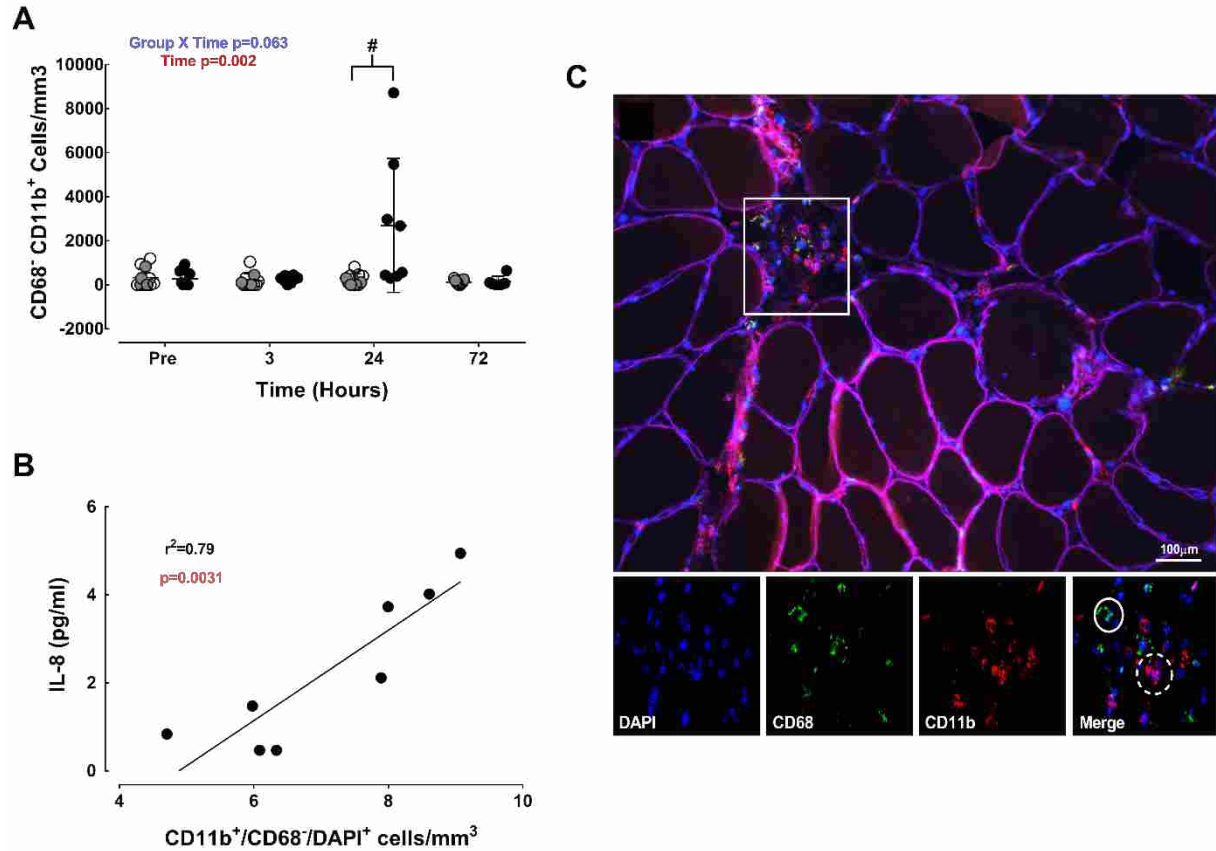 A
Group X Time p=0.063
Time p=0.002
#
10000
8000
6000
4000
2000
0
-2000
CD68⁻ CD11b⁺ Cells/mm3
Pre 3 24 72
Time (Hours)
B
6
4
2
0
r²=0.79
p=0.0031
IL-8 (pg/ml)
4 6 8 10
CD11b⁺/CD68⁻/DAPI⁺ cells/mm³
C
100µm
DAPI CD68 CD11b Merge